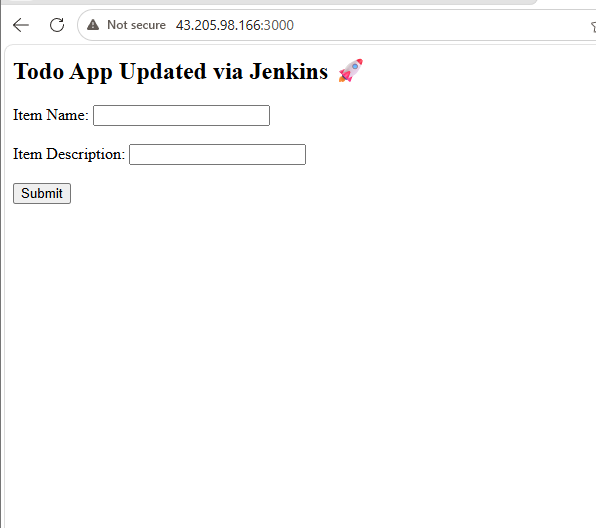 Not secure 43.205.98.166:3000
Todo App Updated via Jenkins 🚀
Item Name:
Item Description:
Submit